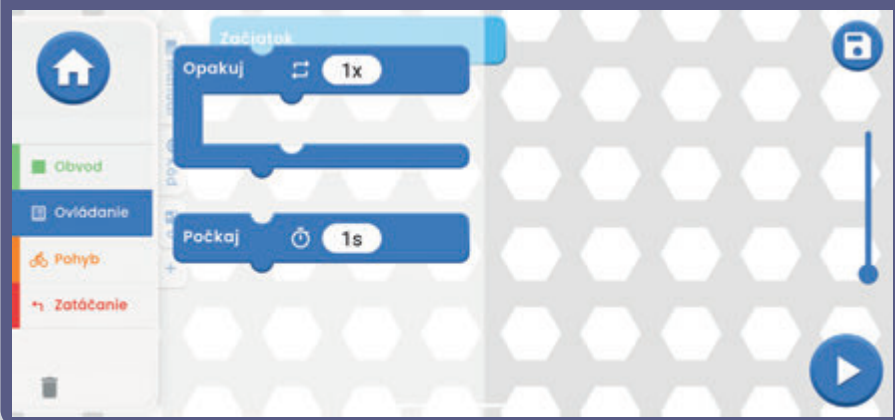 Začiatok
Opakuj 1x
Obvod
Ovládanie
Počkaj 1s
Pohyb
Zatáčanie